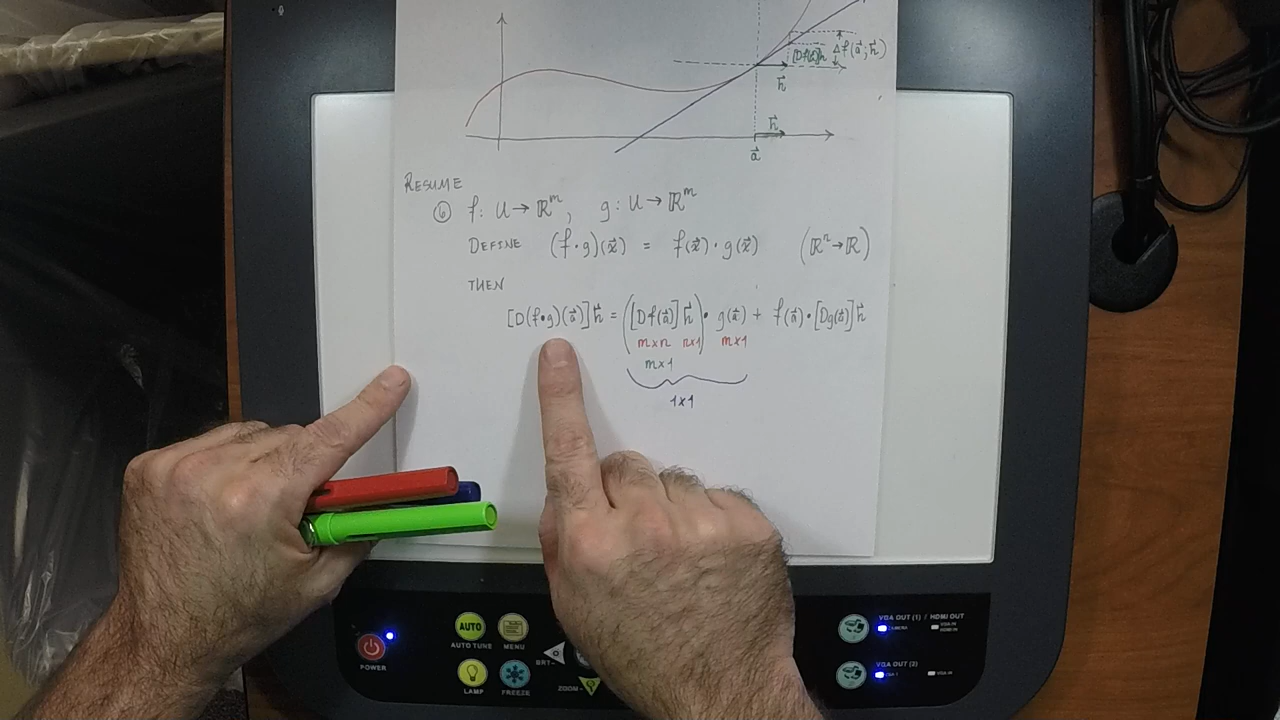 [Df(a⃗)]h⃗ Δf(a⃗;h⃗)
h⃗
h⃗
a⃗
RESUME
⑥ f: U → ℝᵐ, g: U → ℝᵐ
DEFINE (f·g)(x⃗) = f(x⃗)·g(x⃗) (ℝⁿ→ℝ)
THEN
[D(f·g)(a⃗)]h⃗ = ([Df(a⃗)]h⃗)· g(a⃗) + f(a⃗)·[Dg(a⃗)]h⃗
m×n n×1 m×1
m×1
1×1
AUTO
AUTO TUNE MENU
POWER
LAMP FREEZE
BRT-
ZOOM-
VGA OUT (1) / HDMI OUT
VGA OUT (2)